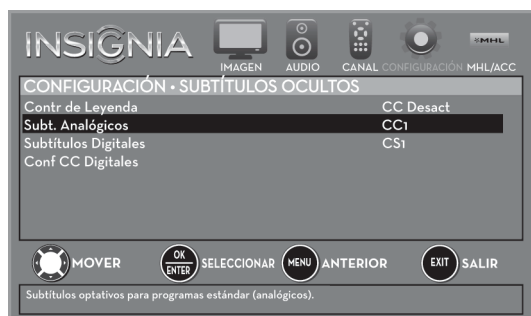 INSIGNIA
IMAGEN AUDIO CANAL CONFIGURACIÓN MHL/ACC
MHL
CONFIGURACIÓN • SUBTÍTULOS OCULTOS
Contr de Leyenda CC Desact
Subt. Analógicos CC1
Subtítulos Digitales CS1
Conf CC Digitales
MOVER OK ENTER SELECCIONAR MENU ANTERIOR EXIT SALIR
Subtítulos optativos para programas estándar (analógicos).